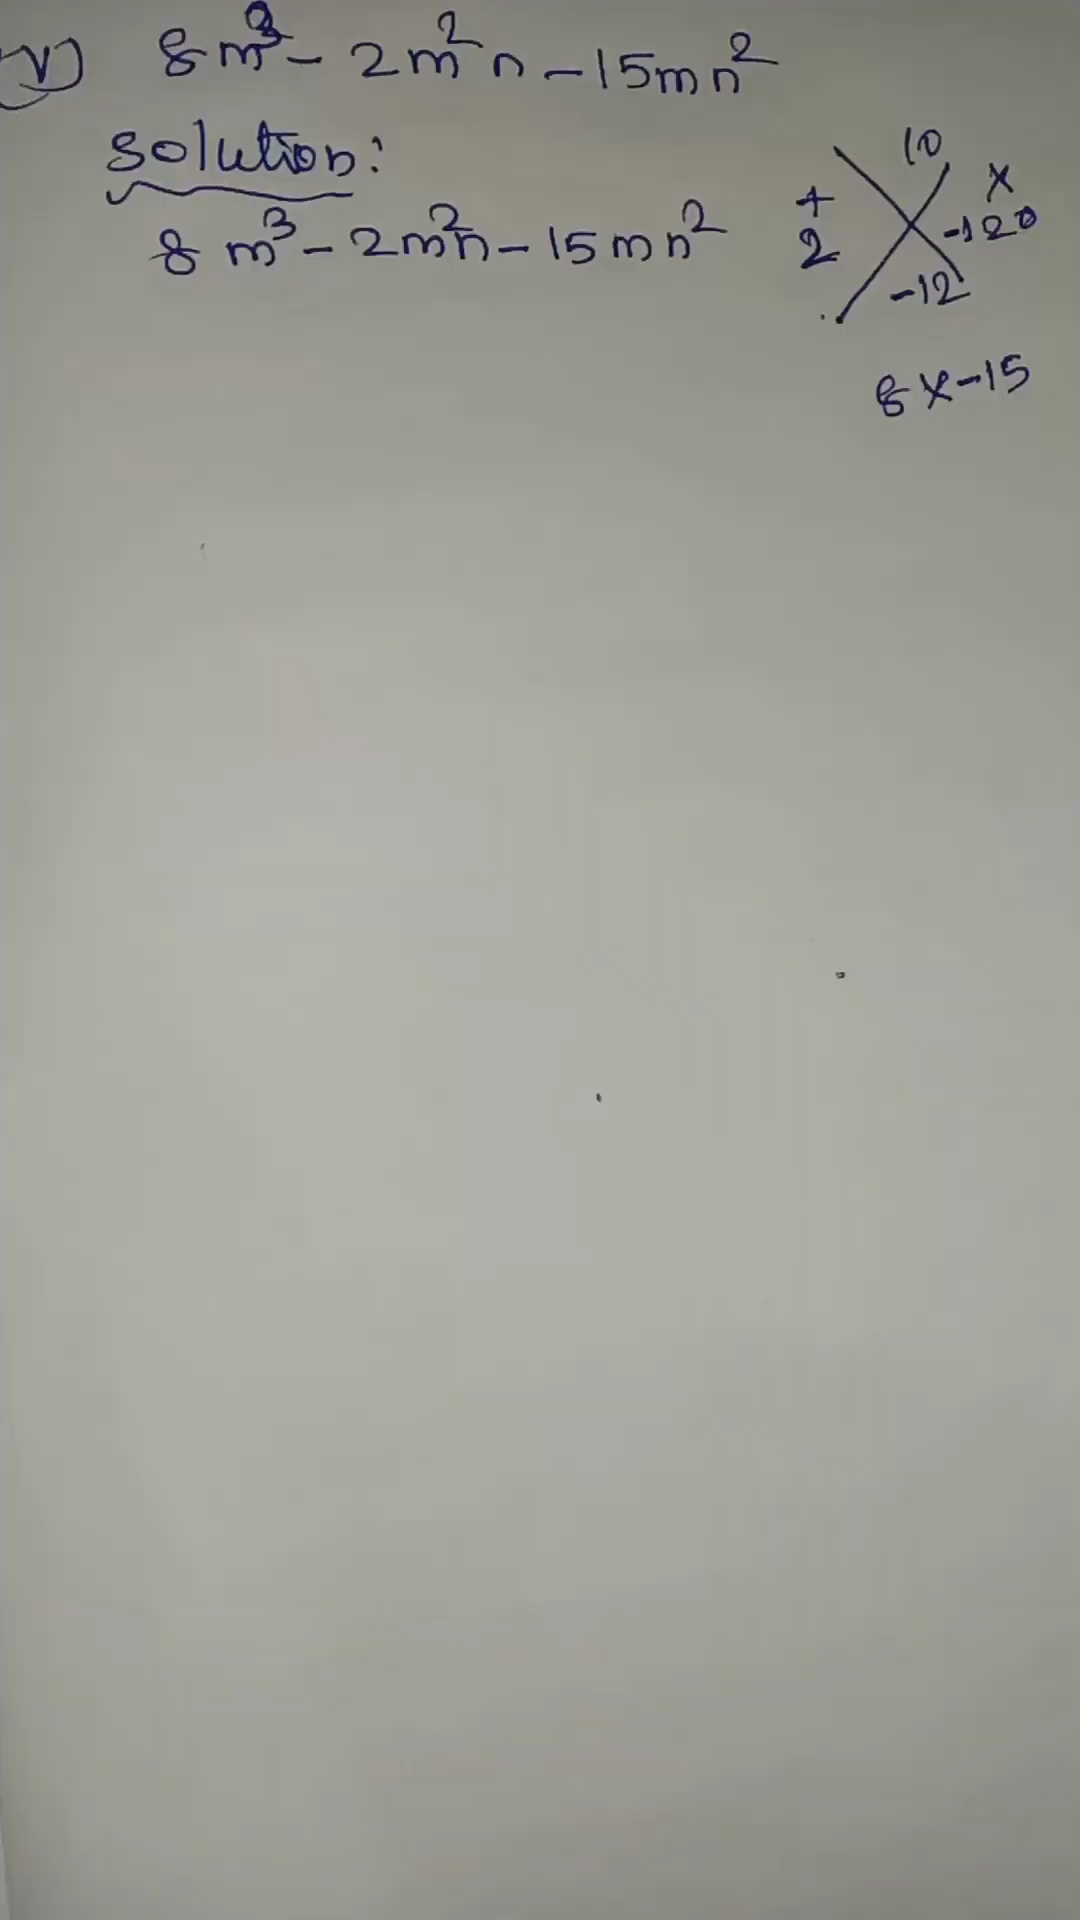 v) 8m³ - 2m²n - 15mn²
Solution:
8m³ - 2m²n - 15mn²
10
+ ×
2 -120
-12
8 × -15